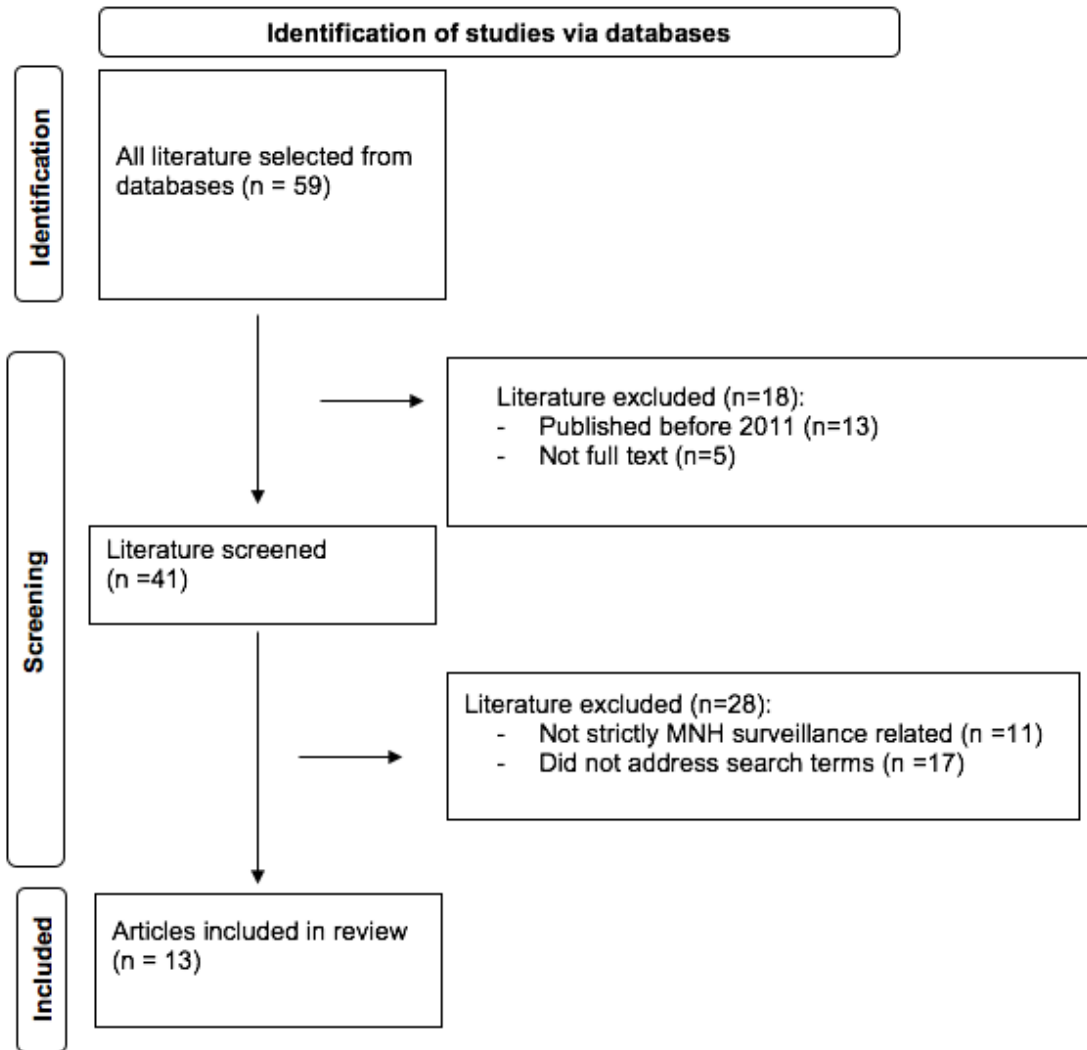 Identification of studies via databases
Identification
All literature selected from
databases (n = 59)
Literature excluded (n=18):
- Published before 2011 (n=13)
- Not full text (n=5)
Screening
Literature screened
(n =41)
Literature excluded (n=28):
- Not strictly MNH surveillance related (n =11)
- Did not address search terms (n =17)
Included
Articles included in review
(n = 13)